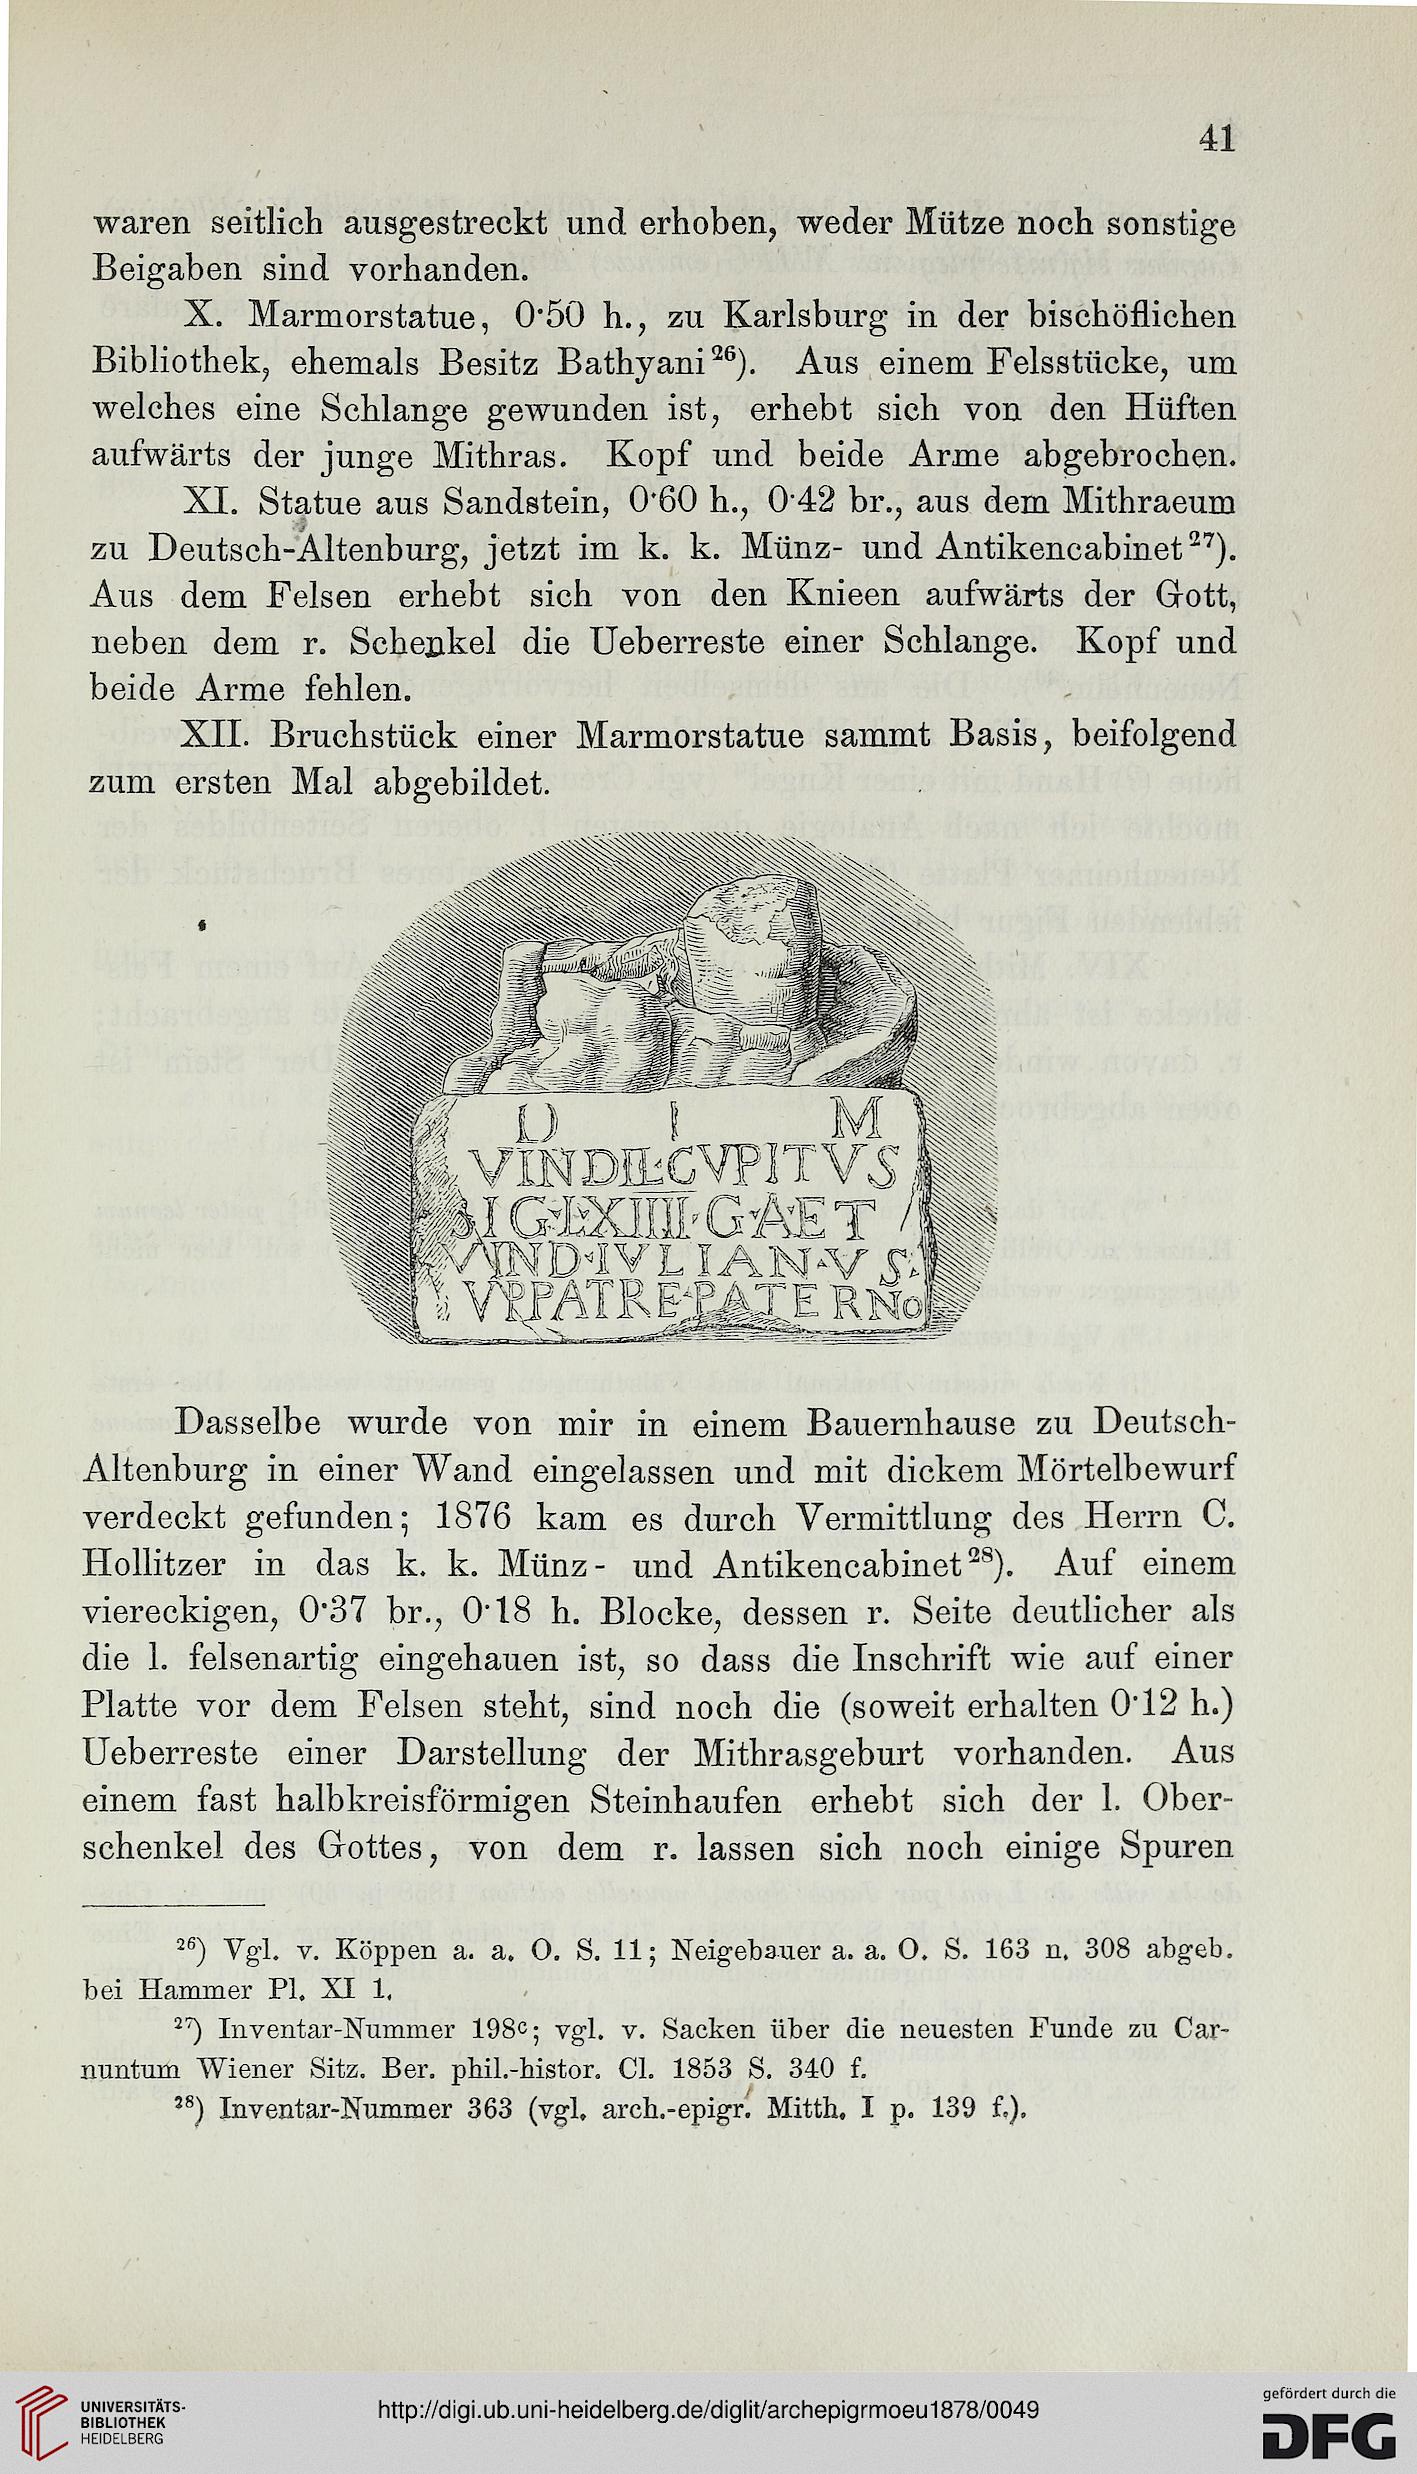 41
waren seitlich ausgestreckt und erhoben, weder Mütze noch sonstige
Beigaben sind vorhanden.
X. Marmorstatue, 0·50 h., zu Karlsburg in der bischöflichen
Bibliothek, ehemals Besitz Bathyani²⁶). Aus einem Felsstücke, um
welches eine Schlange gewunden ist, erhebt sich von den Hüften
aufwärts der junge Mithras. Kopf und beide Arme abgebrochen.
XI. Statue aus Sandstein, 0·60 h., 0·42 br., aus dem Mithraeum
zu Deutsch-Altenburg, jetzt im k. k. Münz- und Antikencabinet²⁷).
Aus dem Felsen erhebt sich von den Knieen aufwärts der Gott,
neben dem r. Schenkel die Ueberreste einer Schlange. Kopf und
beide Arme fehlen.
XII. Bruchstück einer Marmorstatue sammt Basis, beifolgend
zum ersten Mal abgebildet.
D I M
VIND·CVPITVS
LXIIII·G·AET
VIND·IVLIANVS
PATRE·PATERNO
Dasselbe wurde von mir in einem Bauernhause zu Deutsch-
Altenburg in einer Wand eingelassen und mit dickem Mörtelbewurf
verdeckt gefunden; 1876 kam es durch Vermittlung des Herrn C.
Hollitzer in das k. k. Münz- und Antikencabinet²⁸). Auf einem
viereckigen, 0·37 br., 0·18 h. Blocke, dessen r. Seite deutlicher als
die l. felsenartig eingehauen ist, so dass die Inschrift wie auf einer
Platte vor dem Felsen steht, sind noch die (soweit erhalten 0·12 h.)
Ueberreste einer Darstellung der Mithrasgeburt vorhanden. Aus
einem fast halbkreisförmigen Steinhaufen erhebt sich der l. Ober-
schenkel des Gottes, von dem r. lassen sich noch einige Spuren
²⁶) Vgl. v. Köppen a. a. O. S. 11; Neigebauer a. a. O. S. 163 n. 308 abgeb.
bei Hammer Pl. XI 1.
²⁷) Inventar-Nummer 198ᶜ; vgl. v. Sacken über die neuesten Funde zu Car-
nuntum Wiener Sitz. Ber. phil.-histor. Cl. 1853 S. 340 f.
²⁸) Inventar-Nummer 363 (vgl. arch.-epigr. Mitth. I p. 139 f.).
UNIVERSITÄTS-
BIBLIOTHEK
HEIDELBERG
http://digi.ub.uni-heidelberg.de/diglit/archepigrmoeu1878/0049
gefördert durch die
DFG